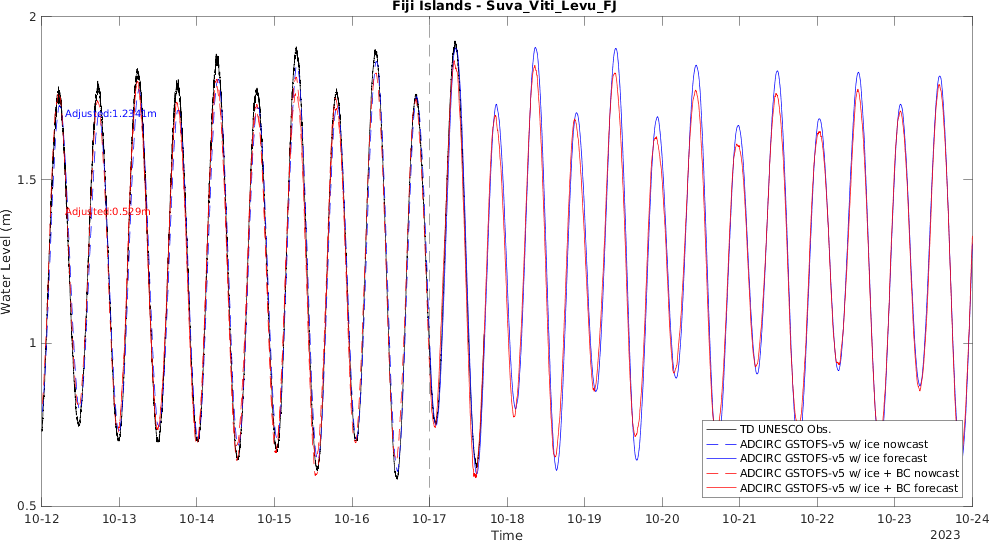 Fiji Islands - Suva_Viti_Levu_FJ
2
1.5
1
0.5
Water Level (m)
Adjusted:1.2341m
Adjusted:0.529m
TD UNESCO Obs.
ADCIRC GSTOFS-v5 w/ ice nowcast
ADCIRC GSTOFS-v5 w/ ice forecast
ADCIRC GSTOFS-v5 w/ ice + BC nowcast
ADCIRC GSTOFS-v5 w/ ice + BC forecast
10-12 10-13 10-14 10-15 10-16 10-17 10-18 10-19 10-20 10-21 10-22 10-23 10-24
Time
2023